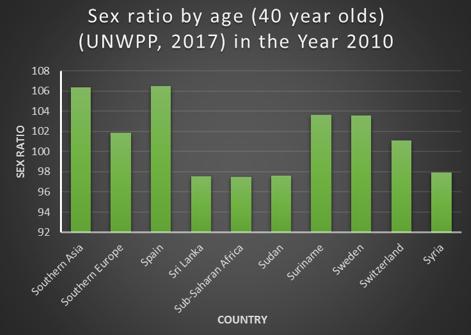 Sex ratio by age (40 year olds)
(UNWPP, 2017) in the Year 2010
108
106
104
102
100
98
96
94
92
SEX RATIO
Southern Asia
Southern Europe
Spain
Sri Lanka
Sub-Saharan Africa
Sudan
Suriname
Sweden
Switzerland
Syria
COUNTRY